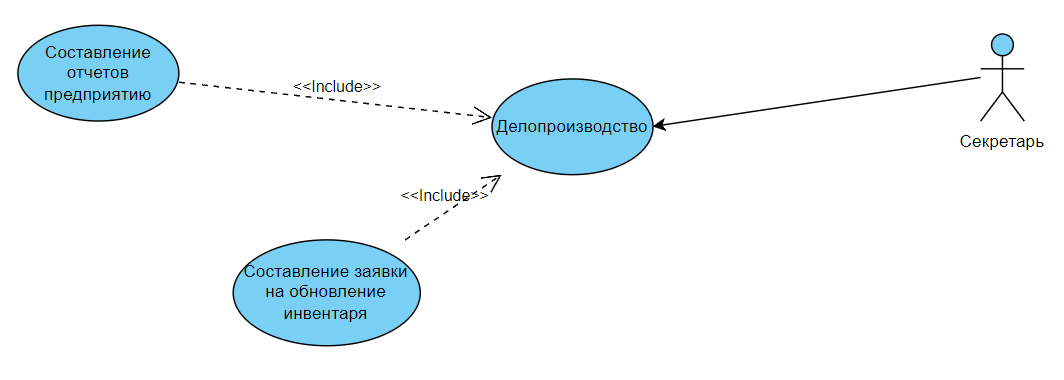 Составление
отчетов
предприятию
<<Include>>
Делопроизводство
Секретарь
<<Include>>
Составление заявки
на обновление
инвентаря